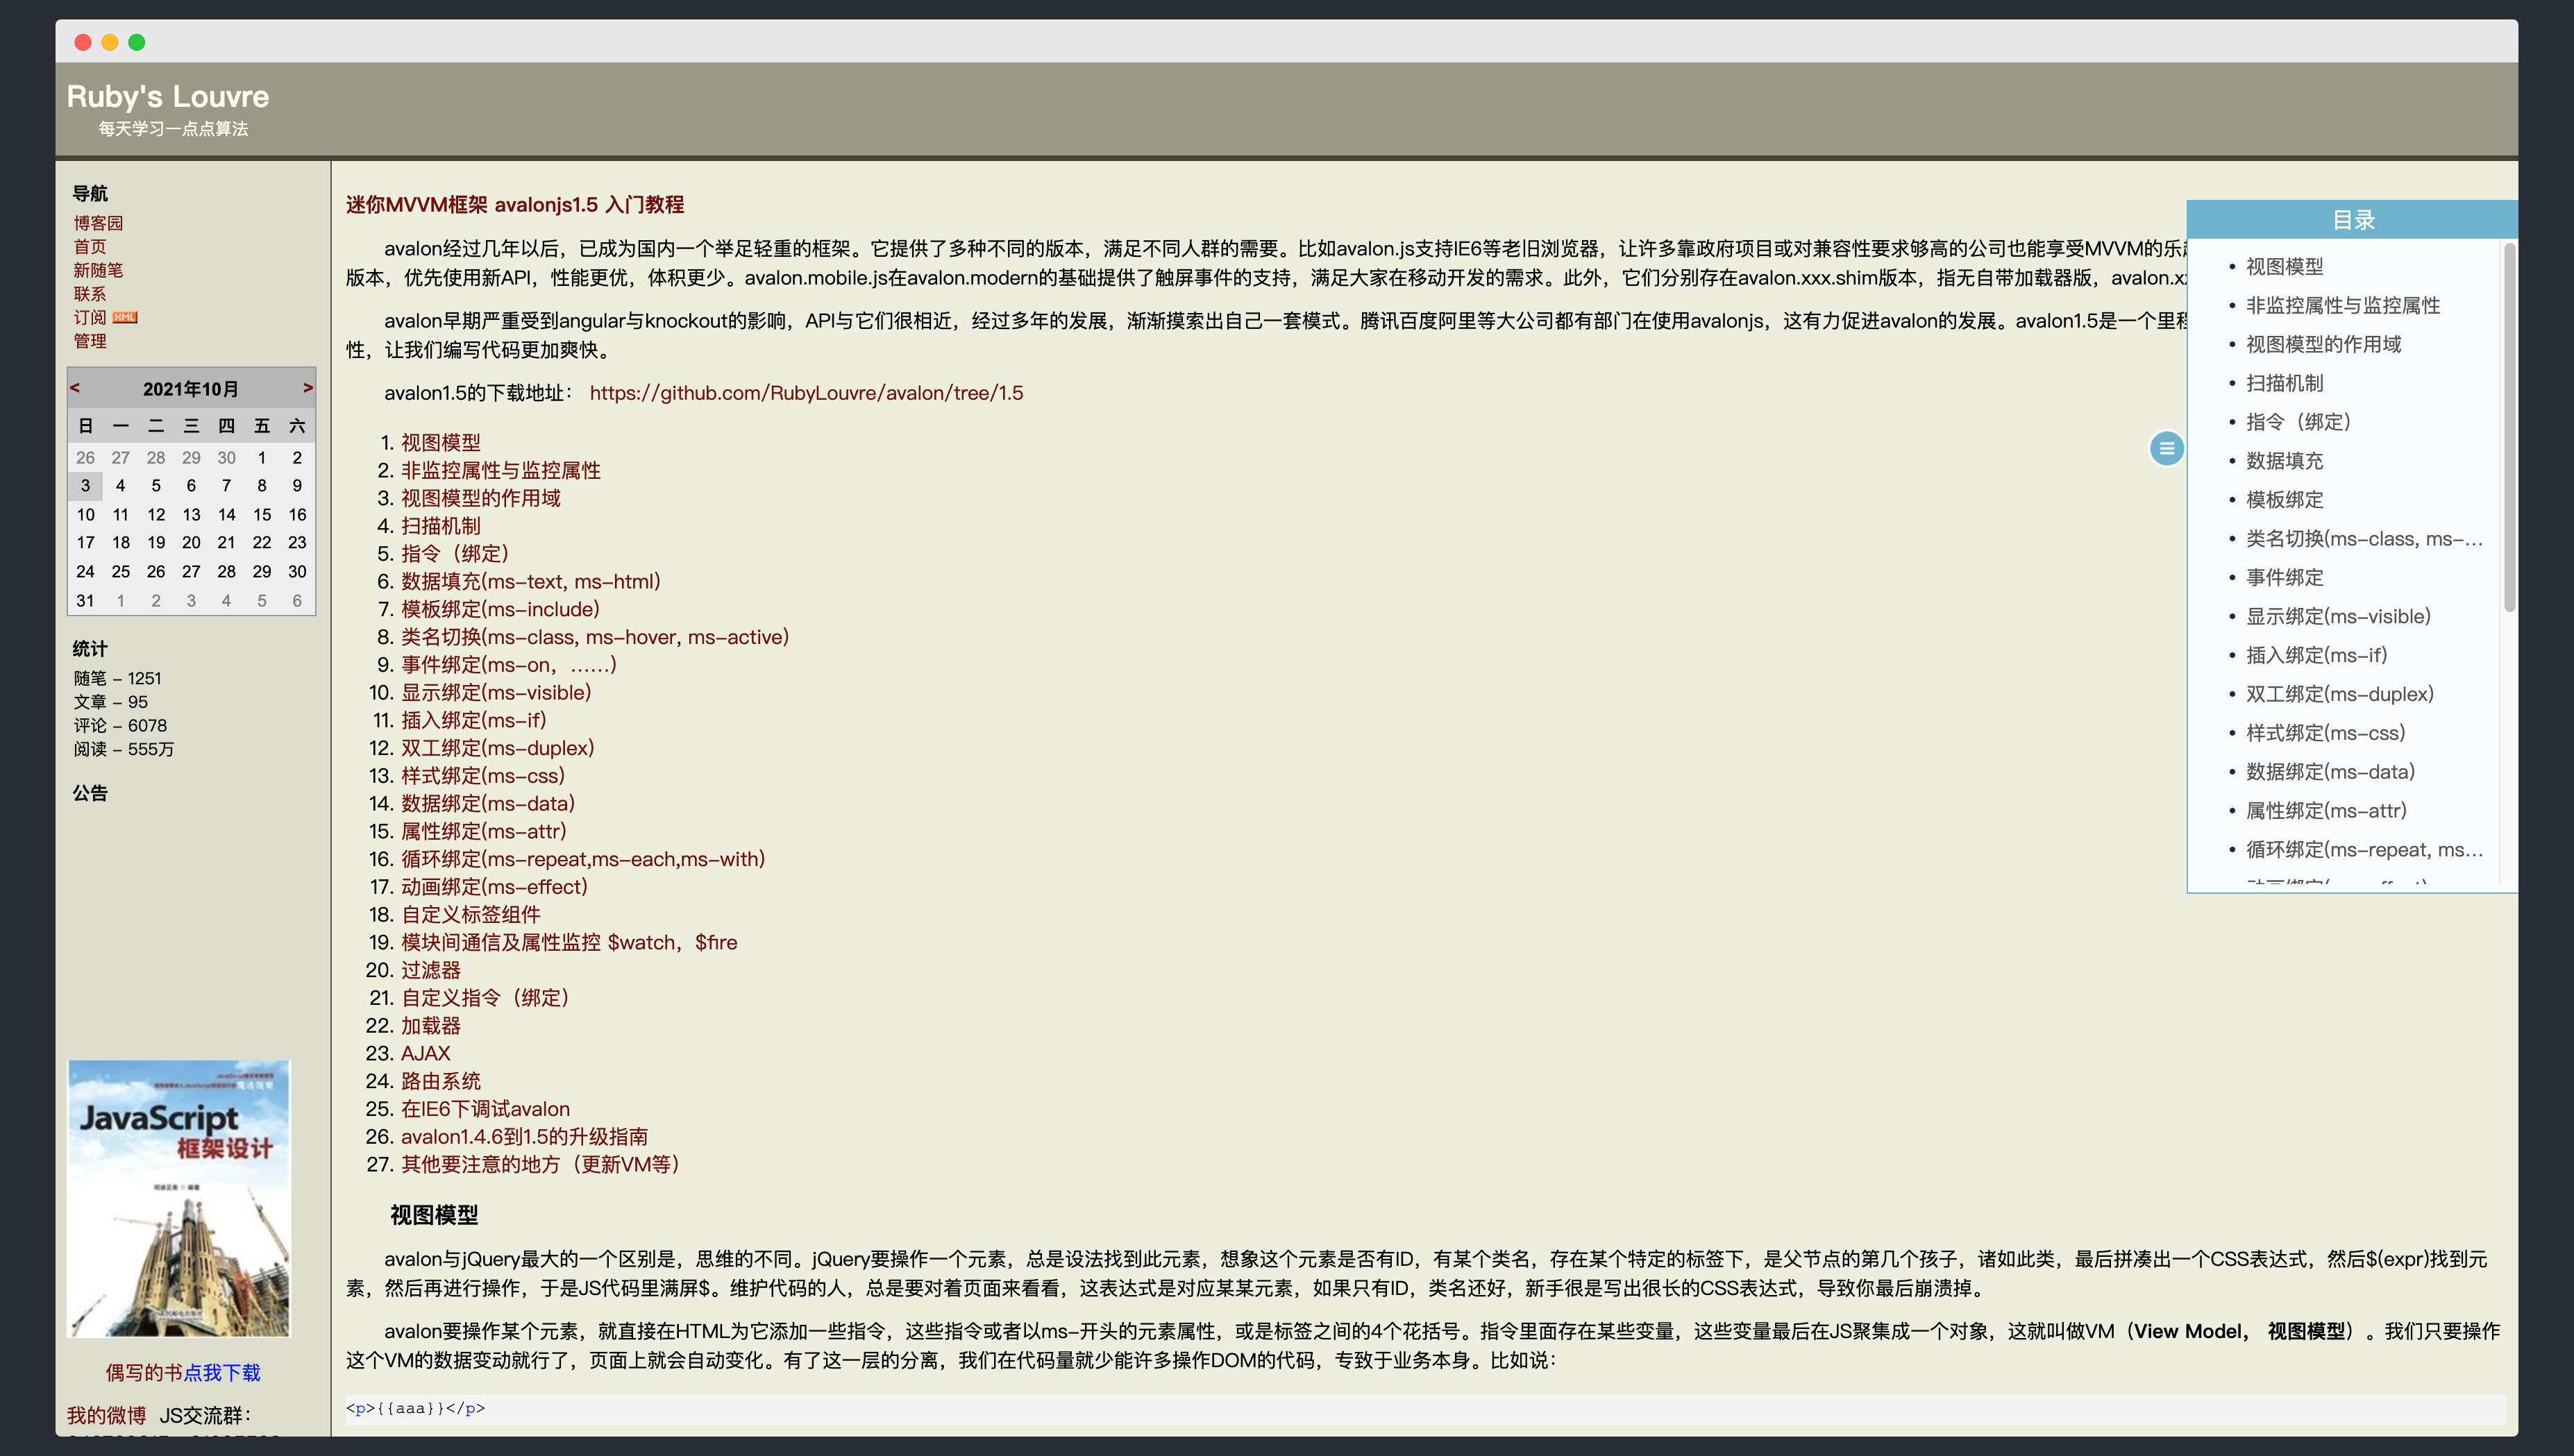 Ruby's Louvre
每天学习一点点算法
导航
博客园
首页
新随笔
联系
订阅 XML
管理
< 2021年10月 >
日 一 二 三 四 五 六
26 27 28 29 30 1 2
3 4 5 6 7 8 9
10 11 12 13 14 15 16
17 18 19 20 21 22 23
24 25 26 27 28 29 30
31 1 2 3 4 5 6
统计
随笔 - 1251
文章 - 95
评论 - 6078
阅读 - 555万
公告
JavaScript
框架设计
偶写的书点我下载
我的微博 JS交流群：
迷你MVVM框架 avalonjs1.5 入门教程
avalon经过几年以后，已成为国内一个举足轻重的框架。它提供了多种不同的版本，满足不同人群的需要。比如avalon.js支持IE6等老旧浏览器，让许多靠政府项目或对兼容性要求够高的公司也能享受MVVM的乐
版本，优先使用新API，性能更优，体积更少。avalon.mobile.js在avalon.modern的基础提供了触屏事件的支持，满足大家在移动开发的需求。此外，它们分别存在avalon.xxx.shim版本，指无自带加载器版，avalon.x
avalon早期严重受到angular与knockout的影响，API与它们很相近，经过多年的发展，渐渐摸索出自己一套模式。腾讯百度阿里等大公司都有部门在使用avalonjs，这有力促进avalon的发展。avalon1.5是一个里程
性，让我们编写代码更加爽快。
avalon1.5的下载地址： https://github.com/RubyLouvre/avalon/tree/1.5
1. 视图模型
2. 非监控属性与监控属性
3. 视图模型的作用域
4. 扫描机制
5. 指令（绑定）
6. 数据填充(ms-text, ms-html)
7. 模板绑定(ms-include)
8. 类名切换(ms-class, ms-hover, ms-active)
9. 事件绑定(ms-on，……)
10. 显示绑定(ms-visible)
11. 插入绑定(ms-if)
12. 双工绑定(ms-duplex)
13. 样式绑定(ms-css)
14. 数据绑定(ms-data)
15. 属性绑定(ms-attr)
16. 循环绑定(ms-repeat,ms-each,ms-with)
17. 动画绑定(ms-effect)
18. 自定义标签组件
19. 模块间通信及属性监控 $watch，$fire
20. 过滤器
21. 自定义指令（绑定）
22. 加载器
23. AJAX
24. 路由系统
25. 在IE6下调试avalon
26. avalon1.4.6到1.5的升级指南
27. 其他要注意的地方（更新VM等）
视图模型
avalon与jQuery最大的一个区别是，思维的不同。jQuery要操作一个元素，总是设法找到此元素，想象这个元素是否有ID，有某个类名，存在某个特定的标签下，是父节点的第几个孩子，诸如此类，最后拼凑出一个CSS表达式，然后$(expr)找到元
素，然后再进行操作，于是JS代码里满屏$。维护代码的人，总是要对着页面来看看，这表达式是对应某某元素，如果只有ID，类名还好，新手很是写出很长的CSS表达式，导致你最后崩溃掉。
avalon要操作某个元素，就直接在HTML为它添加一些指令，这些指令或者以ms-开头的元素属性，或是标签之间的4个花括号。指令里面存在某些变量，这些变量最后在JS聚集成一个对象，这就叫做VM（View Model， 视图模型）。我们只要操作
这个VM的数据变动就行了，页面上就会自动变化。有了这一层的分离，我们在代码量就少能许多操作DOM的代码，专致于业务本身。比如说：
<p>{{aaa}}</p>
目录
• 视图模型
• 非监控属性与监控属性
• 视图模型的作用域
• 扫描机制
• 指令（绑定）
• 数据填充
• 模板绑定
• 类名切换(ms-class, ms-…
• 事件绑定
• 显示绑定(ms-visible)
• 插入绑定(ms-if)
• 双工绑定(ms-duplex)
• 样式绑定(ms-css)
• 数据绑定(ms-data)
• 属性绑定(ms-attr)
• 循环绑定(ms-repeat, ms…